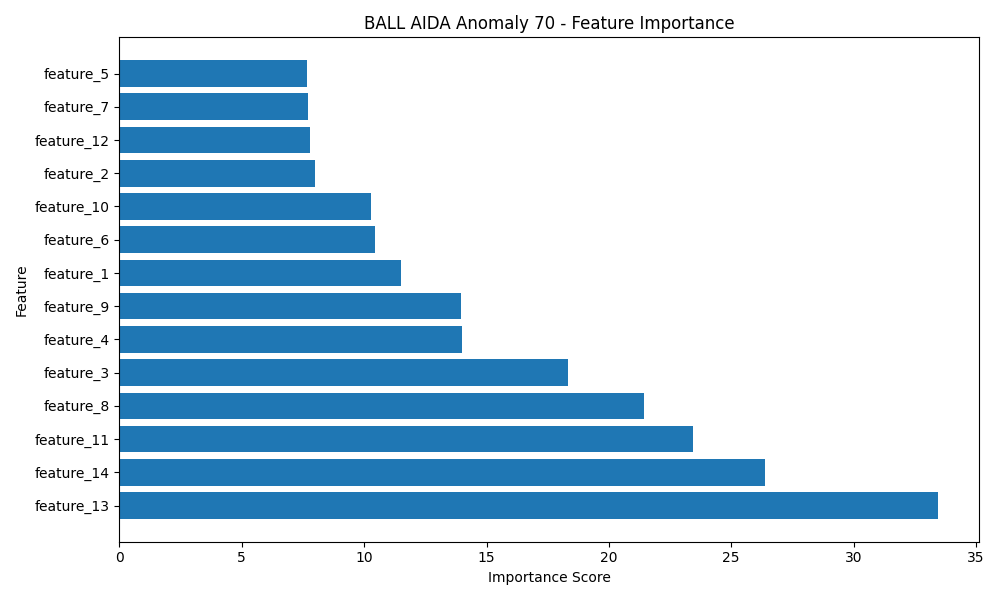 BALL AIDA Anomaly 70 - Feature Importance
feature_5
feature_7
feature_12
feature_2
feature_10
feature_6
feature_1
feature_9
feature_4
feature_3
feature_8
feature_11
feature_14
feature_13
Feature
0 5 10 15 20 25 30 35
Importance Score